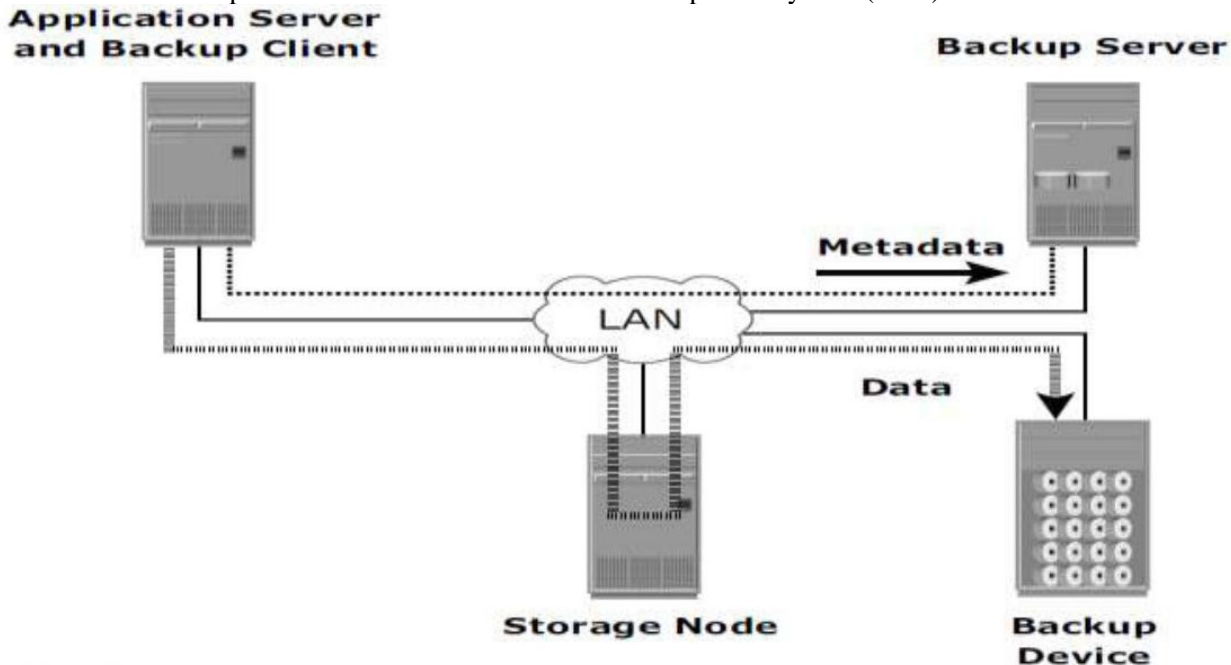 Application Server
and Backup Client
Backup Server
Metadata
LAN
Data
Storage Node
Backup
Device